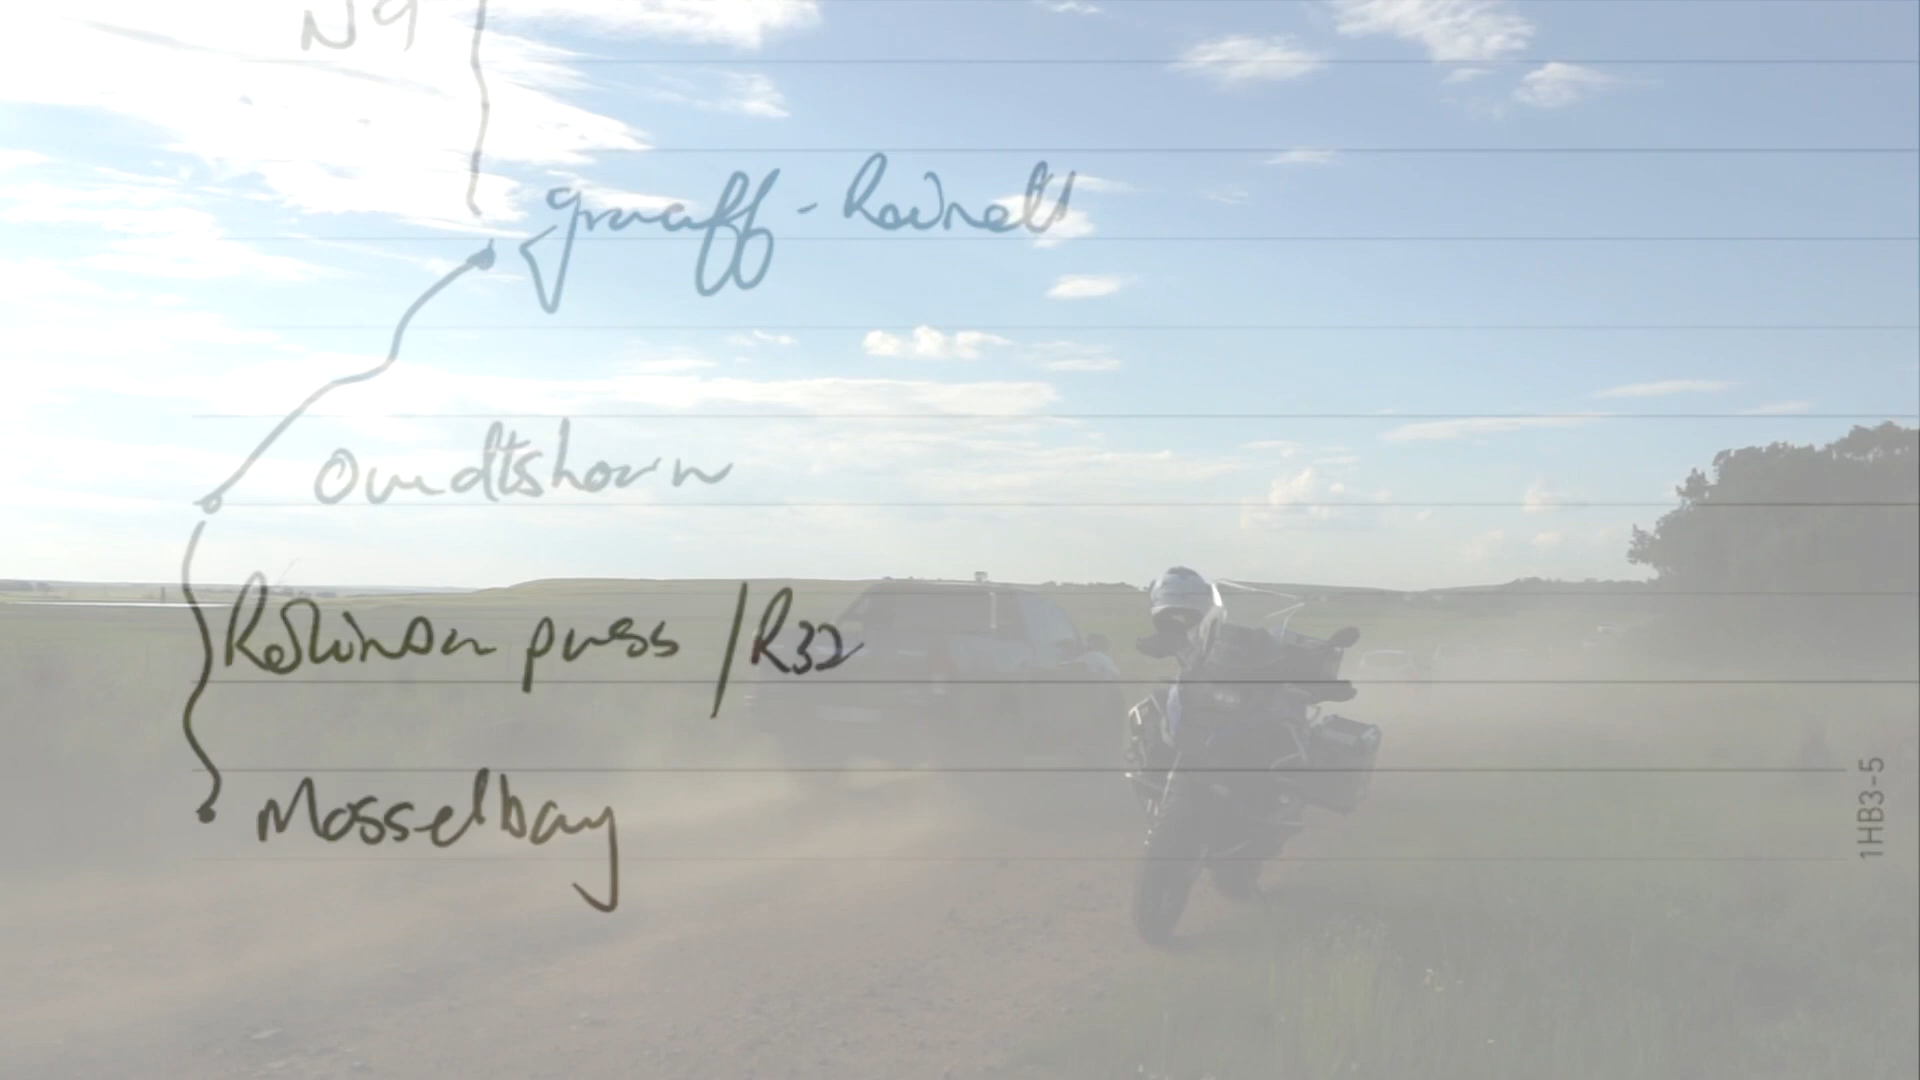 N9
graaff-Reinett
Oudtshoorn
Robinson pass / R32
Mosselbay
1HB3-5